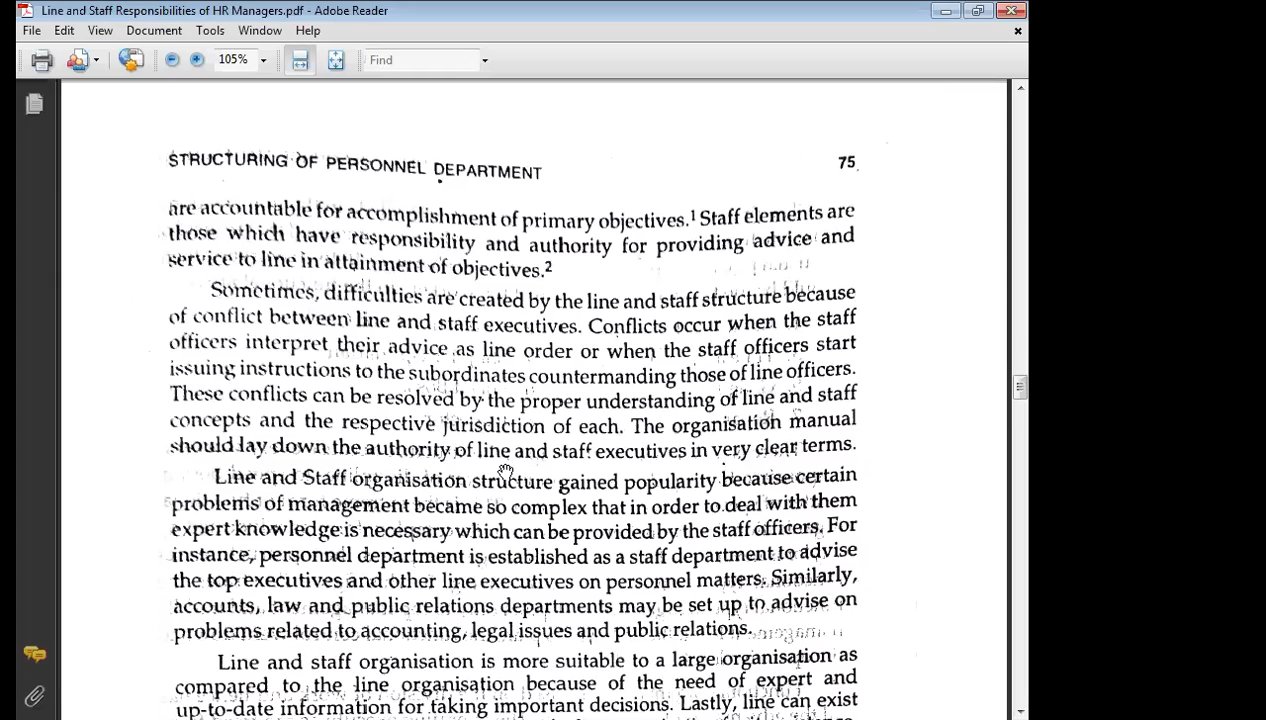 Line and Staff Responsibilities of HR Managers.pdf - Adobe Reader
File Edit View Document Tools Window Help
105% Find
STRUCTURING OF PERSONNEL DEPARTMENT 75
are accountable for accomplishment of primary objectives.¹ Staff elements are
those which have responsibility and authority for providing advice and
service to line in attainment of objectives.²
Sometimes, difficulties are created by the line and staff structure because
of conflict between line and staff executives. Conflicts occur when the staff
officers interpret their advice as line order or when the staff officers start
issuing instructions to the subordinates countermanding those of line officers.
These conflicts can be resolved by the proper understanding of line and staff
concepts and the respective jurisdiction of each. The organisation manual
should lay down the authority of line and staff executives in very clear terms.
Line and Staff organisation structure gained popularity because certain
problems of management became so complex that in order to deal with them
expert knowledge is necessary which can be provided by the staff officers. For
instance, personnel department is established as a staff department to advise
the top executives and other line executives on personnel matters. Similarly,
accounts, law and public relations departments may be set up to advise on
problems related to accounting, legal issues and public relations.
Line and staff organisation is more suitable to a large organisation as
compared to the line organisation because of the need of expert and
up-to-date information for taking important decisions. Lastly, line can exist